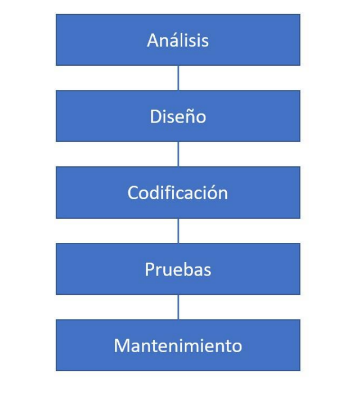 Análisis
Diseño
Codificación
Pruebas
Mantenimiento